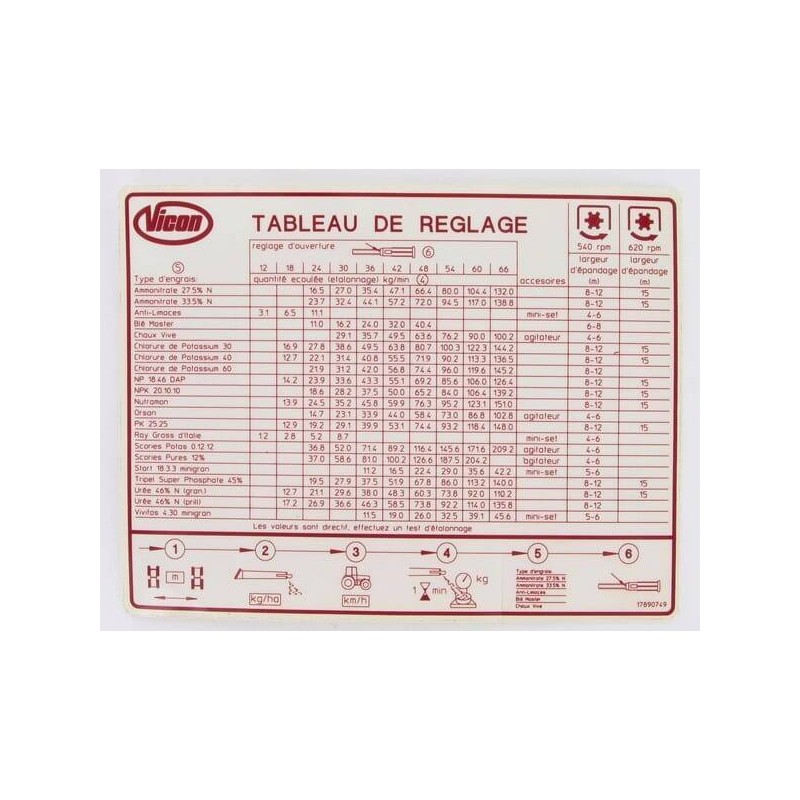 Vicon
TABLEAU DE REGLAGE
540 rpm 620 rpm
reglage d'ouverture 6
largeur d'épandage (m) largeur d'épandage (m)
5 12 18 24 30 36 42 48 54 60 66
Type d'engrais: quantité ecoulée (etalonnage) kg/min 4 accesoires
Ammonitrate 27.5% N 16.5 27.0 35.4 47.1 66.4 80.0 104.4 132.0 8-12 15
Ammonitrate 33.5% N 23.7 32.4 44.1 57.2 72.0 94.5 117.0 138.8 8-12 15
Anti-Limaces 3.1 6.5 11.1 mini-set 4-6
Blé Master 11.0 16.2 24.0 32.0 40.4 6-8
Chaux Vive 29.1 35.7 49.5 63.6 76.2 90.0 100.2 agitateur 4-6
Chlorure de Potassium 30 16.9 27.8 38.6 49.5 63.8 80.7 100.3 122.3 144.2 8-12 15
Chlorure de Potassium 40 12.7 22.1 31.4 40.8 55.5 71.9 90.2 113.3 136.5 8-12 15
Chlorure de Potassium 60 21.9 31.2 42.0 56.8 74.4 96.0 119.6 145.2 8-12
NP 18.46 DAP 14.2 23.9 33.6 43.3 55.1 69.2 85.6 106.0 126.4 8-12 15
NPK 20.10.10 18.6 28.2 37.5 50.0 65.2 84.0 106.4 139.2 8-12 15
Nutramon 13.9 24.5 35.2 45.8 59.9 76.3 95.2 123.1 151.0 8-12 15
Orsan 14.7 23.1 33.9 44.0 58.4 73.0 86.8 102.8 agitateur 4-6
PK 25.25 12.9 19.2 29.1 39.9 53.1 74.4 93.2 118.4 148.0 8-12 15
Ray Grass d'Italie 1.2 2.8 5.2 8.7 mini-set 4-6
Scories Potas 0.12.12 36.8 52.0 71.4 89.2 116.4 145.6 171.6 209.2 agitateur 4-6
Scories Pures 12% 37.0 58.6 81.0 100.2 126.6 187.5 204.2 agitateur 4-6
Start 18.3.3 minigran 11.2 16.5 22.4 29.0 35.6 42.2 mini-set 5-6
Tripel Super Phosphate 45% 19.5 27.9 37.5 51.9 67.8 86.0 113.2 140.0 8-12 15
Urée 46% N (gran.) 12.7 21.1 29.6 38.0 48.3 60.3 73.8 92.0 110.2 8-12 15
Urée 46% N (prill) 17.2 26.9 36.6 46.3 58.5 73.8 92.2 114.0 135.8 8-12
Vivifos 4.30 minigran 11.5 19.0 26.0 32.5 39.1 45.6 mini-set 5-6
Les valeurs sont directif, effectuez un test d'étalonnage
1 2 3 4 5 6
m kg/ha km/h 1 min kg
Type d'engrais:
Ammonitrate 27.5% N
Ammonitrate 33.5% N
Anti-Limaces
Blé Master
Chaux Vive
17890749